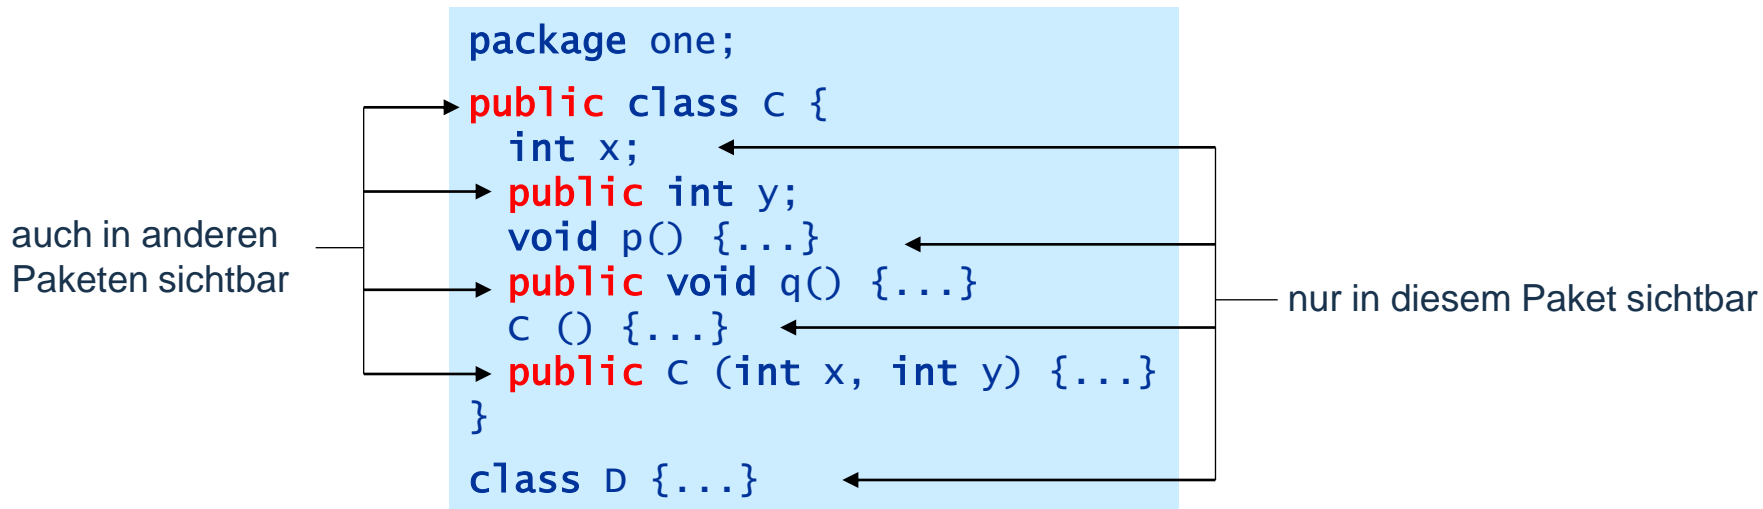 package one;
public class C {
int x;
public int y;
void p() {...}
public void q() {...}
C () {...}
public C (int x, int y) {...}
}
class D {...}
auch in anderen
Paketen sichtbar
nur in diesem Paket sichtbar